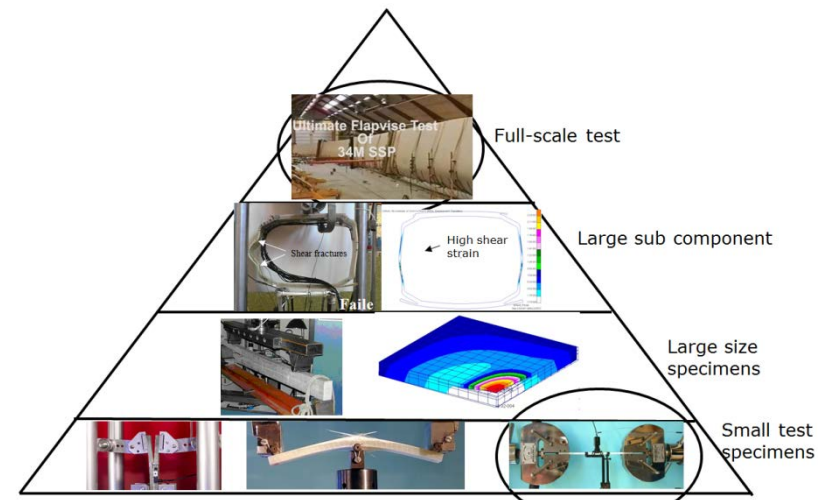 Ultimate Flapvise Test
Of
34M SSP
Full-scale test
Large sub component
Shear fractures
Faile
High shear
strain
Large size
specimens
Small test
specimens